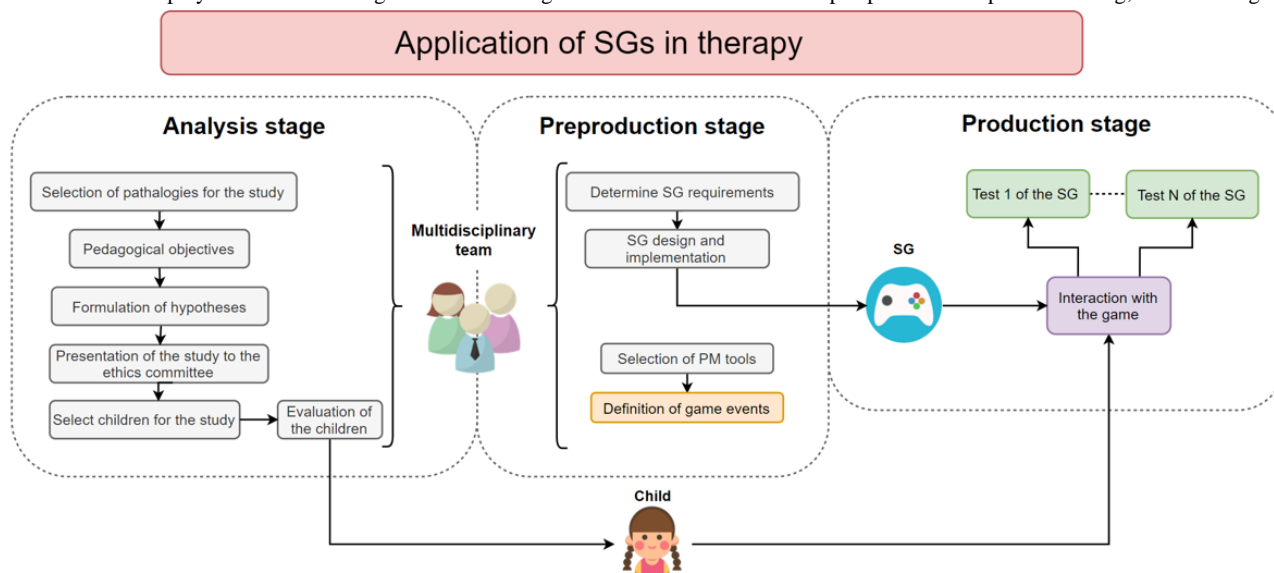 Application of SGs in therapy
Analysis stage
Selection of pathalogies for the study
Pedagogical objectives
Formulation of hypotheses
Presentation of the study to the
ethics committee
Select children for the study
Evaluation of
the children
Multidisciplinary
team
Preproduction stage
Determine SG requirements
SG design and
implementation
Selection of PM tools
Definition of game events
Production stage
SG
Test 1 of the SG
Test N of the SG
Interaction with
the game
Child